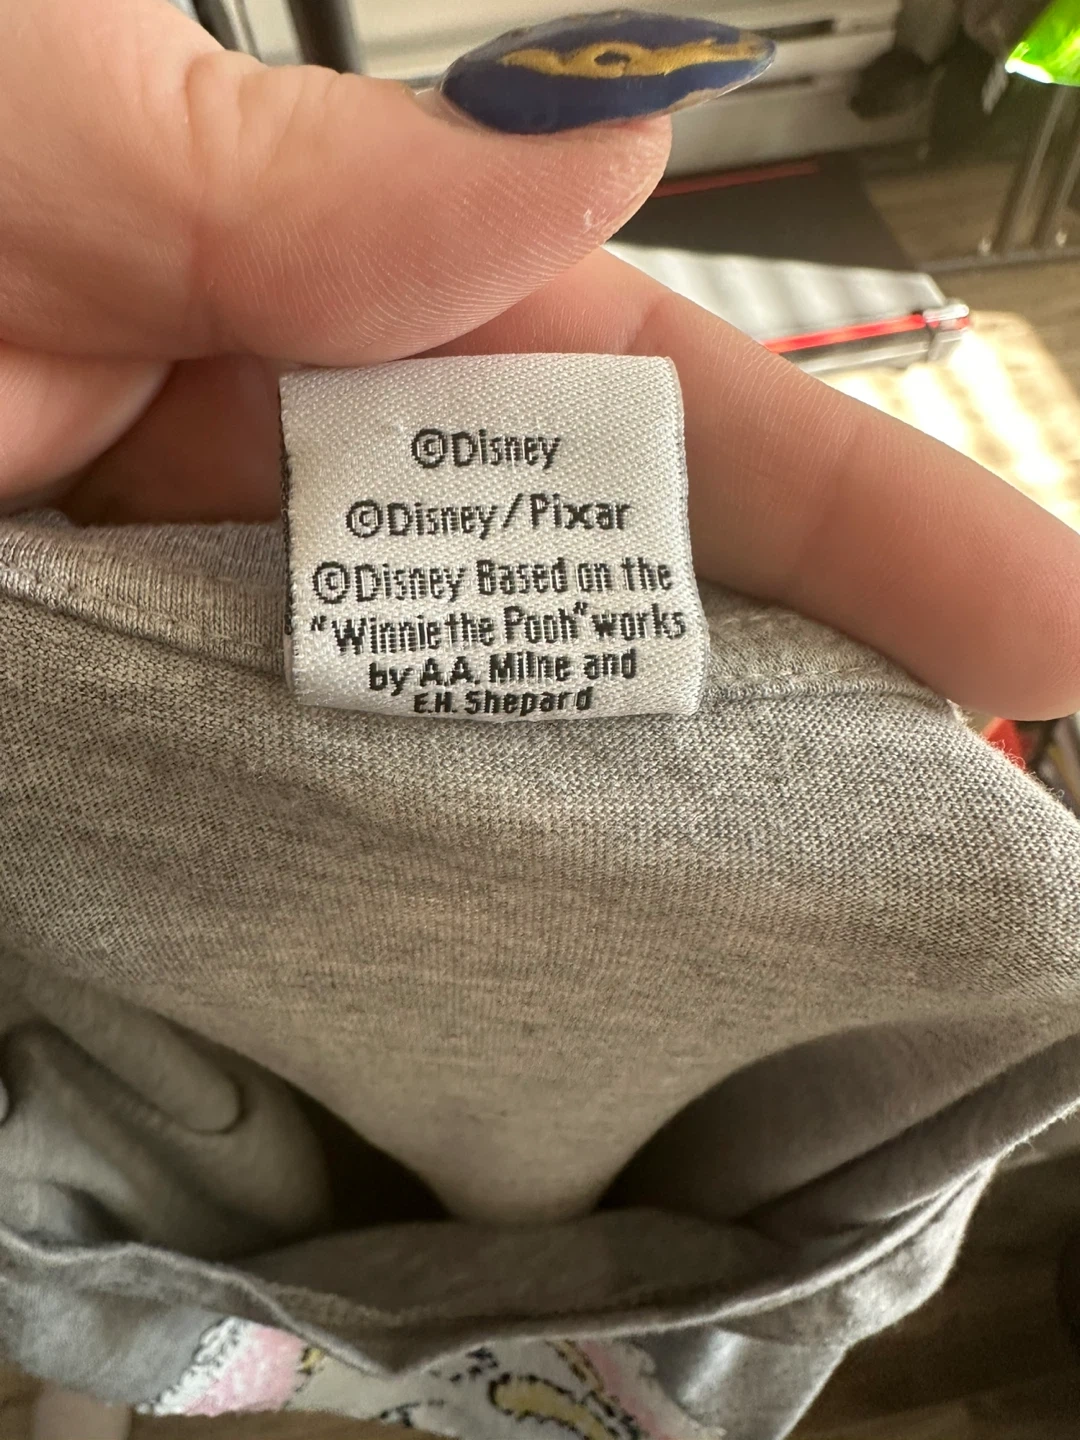 ©Disney
©Disney/Pixar
©Disney Based on the
"Winnie the Pooh" works
by A.A. Milne and
E.H. Shepard